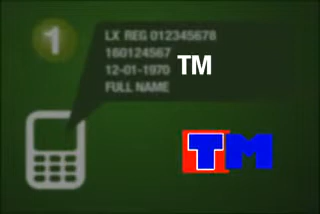 1
LX REG 012345678
160124567
12-01-1970
FULL NAME
TM
TM